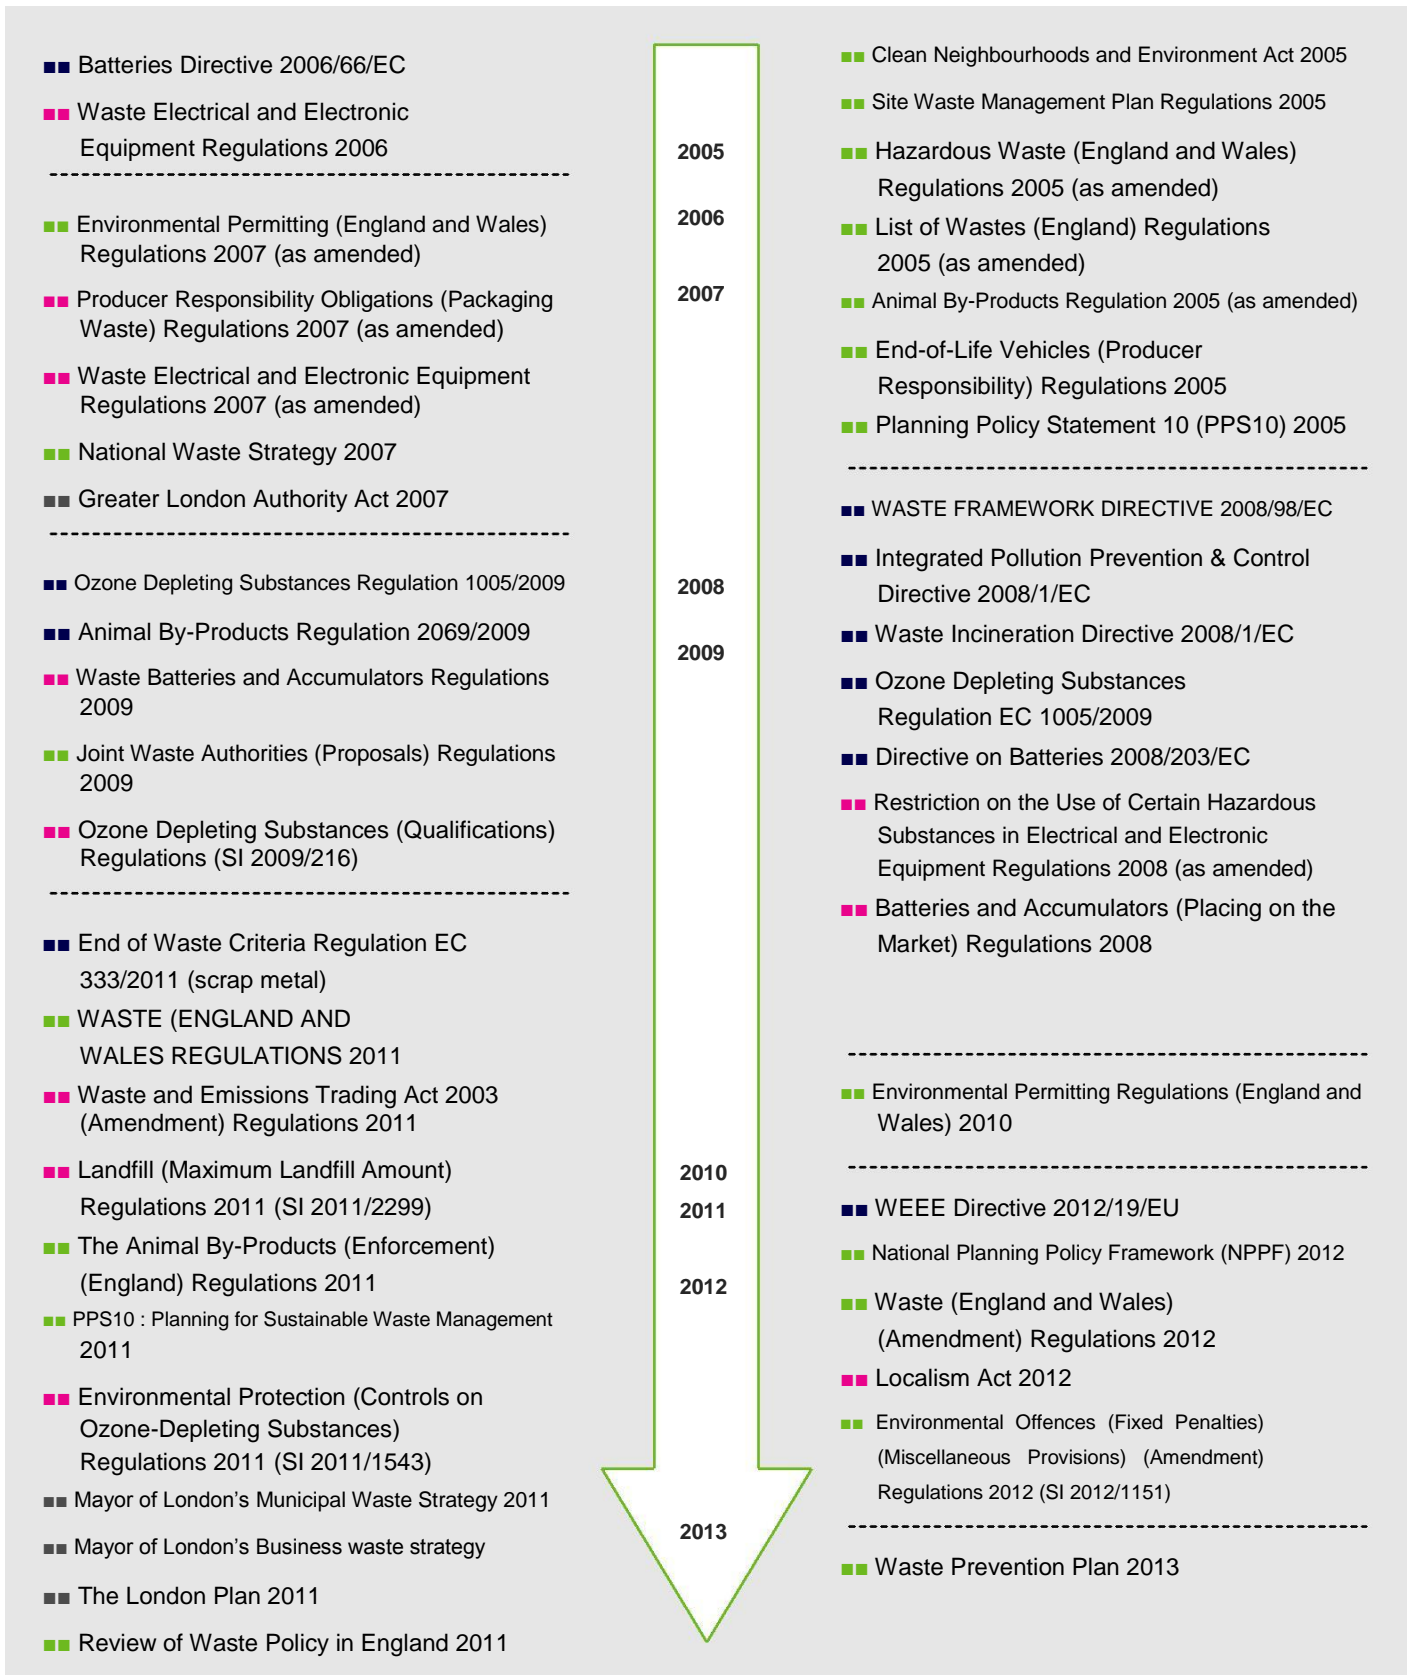 Batteries Directive 2006/66/EC
Waste Electrical and Electronic
Equipment Regulations 2006
Environmental Permitting (England and Wales)
Regulations 2007 (as amended)
Producer Responsibility Obligations (Packaging
Waste) Regulations 2007 (as amended)
Waste Electrical and Electronic Equipment
Regulations 2007 (as amended)
National Waste Strategy 2007
Greater London Authority Act 2007
Ozone Depleting Substances Regulation 1005/2009
Animal By-Products Regulation 2069/2009
Waste Batteries and Accumulators Regulations
2009
Joint Waste Authorities (Proposals) Regulations
2009
Ozone Depleting Substances (Qualifications)
Regulations (SI 2009/216)
End of Waste Criteria Regulation EC
333/2011 (scrap metal)
WASTE (ENGLAND AND
WALES REGULATIONS 2011
Waste and Emissions Trading Act 2003
(Amendment) Regulations 2011
Landfill (Maximum Landfill Amount)
Regulations 2011 (SI 2011/2299)
The Animal By-Products (Enforcement)
(England) Regulations 2011
PPS10 : Planning for Sustainable Waste Management
2011
Environmental Protection (Controls on
Ozone-Depleting Substances)
Regulations 2011 (SI 2011/1543)
Mayor of London’s Municipal Waste Strategy 2011
Mayor of London’s Business waste strategy
The London Plan 2011
Review of Waste Policy in England 2011
2005
2006
2007
2008
2009
2010
2011
2012
2013
Clean Neighbourhoods and Environment Act 2005
Site Waste Management Plan Regulations 2005
Hazardous Waste (England and Wales)
Regulations 2005 (as amended)
List of Wastes (England) Regulations
2005 (as amended)
Animal By-Products Regulation 2005 (as amended)
End-of-Life Vehicles (Producer
Responsibility) Regulations 2005
Planning Policy Statement 10 (PPS10) 2005
WASTE FRAMEWORK DIRECTIVE 2008/98/EC
Integrated Pollution Prevention & Control
Directive 2008/1/EC
Waste Incineration Directive 2008/1/EC
Ozone Depleting Substances
Regulation EC 1005/2009
Directive on Batteries 2008/203/EC
Restriction on the Use of Certain Hazardous
Substances in Electrical and Electronic
Equipment Regulations 2008 (as amended)
Batteries and Accumulators (Placing on the
Market) Regulations 2008
Environmental Permitting Regulations (England and
Wales) 2010
WEEE Directive 2012/19/EU
National Planning Policy Framework (NPPF) 2012
Waste (England and Wales)
(Amendment) Regulations 2012
Localism Act 2012
Environmental Offences (Fixed Penalties)
(Miscellaneous Provisions) (Amendment)
Regulations 2012 (SI 2012/1151)
Waste Prevention Plan 2013